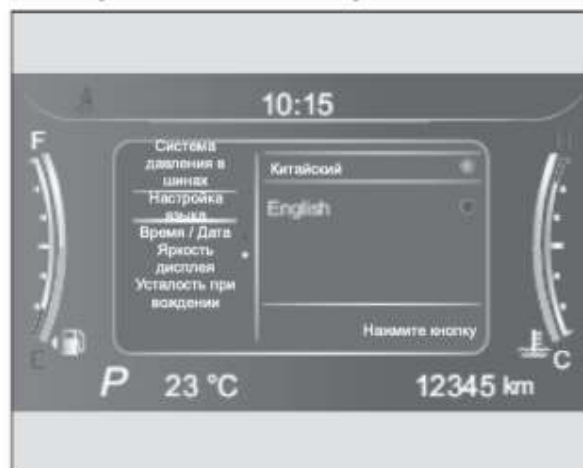 10:15
F
H
Система
давления в
шинах
Настройка
языка
Время / Дата
Яркость
дисплея
Усталость при
вождении
Китайский
English
Нажмите кнопку
E
C
P
23 °C
12345 km